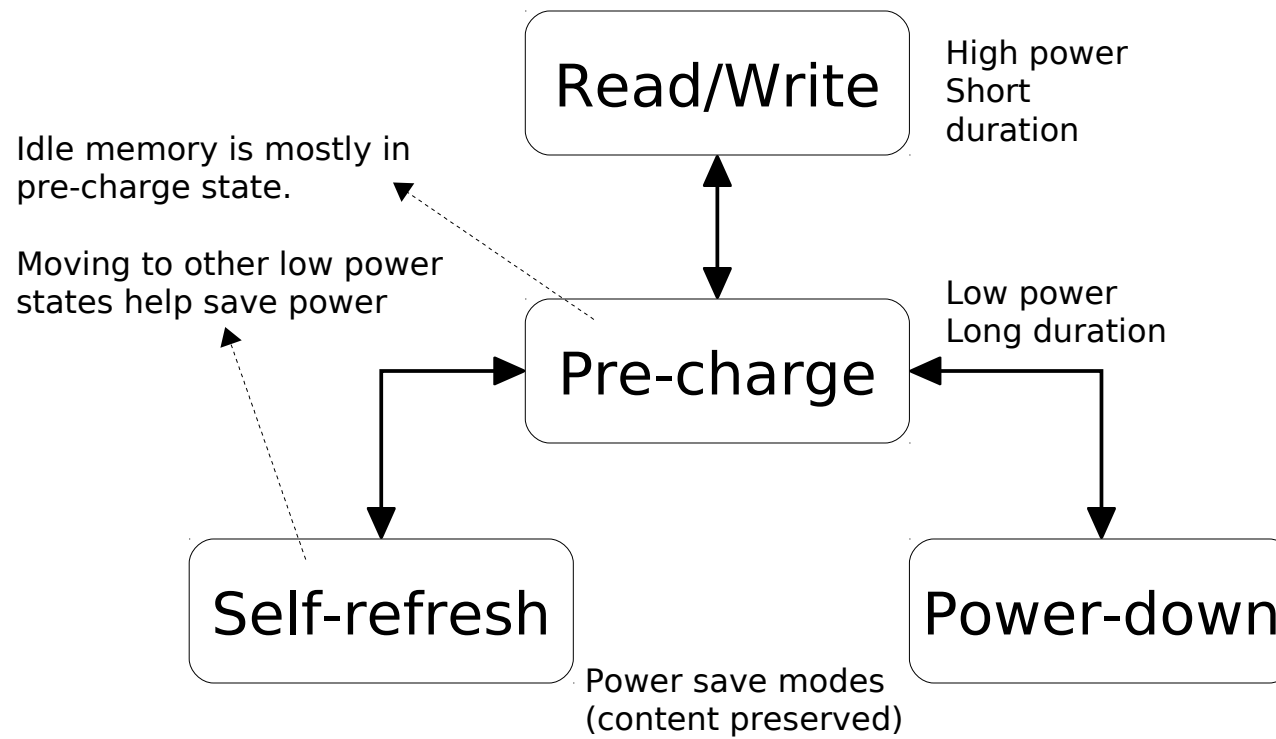 Read/Write
High power
Short
duration
Idle memory is mostly in
pre-charge state.
Moving to other low power
states help save power
Pre-charge
Low power
Long duration
Self-refresh
Power-down
Power save modes
(content preserved)